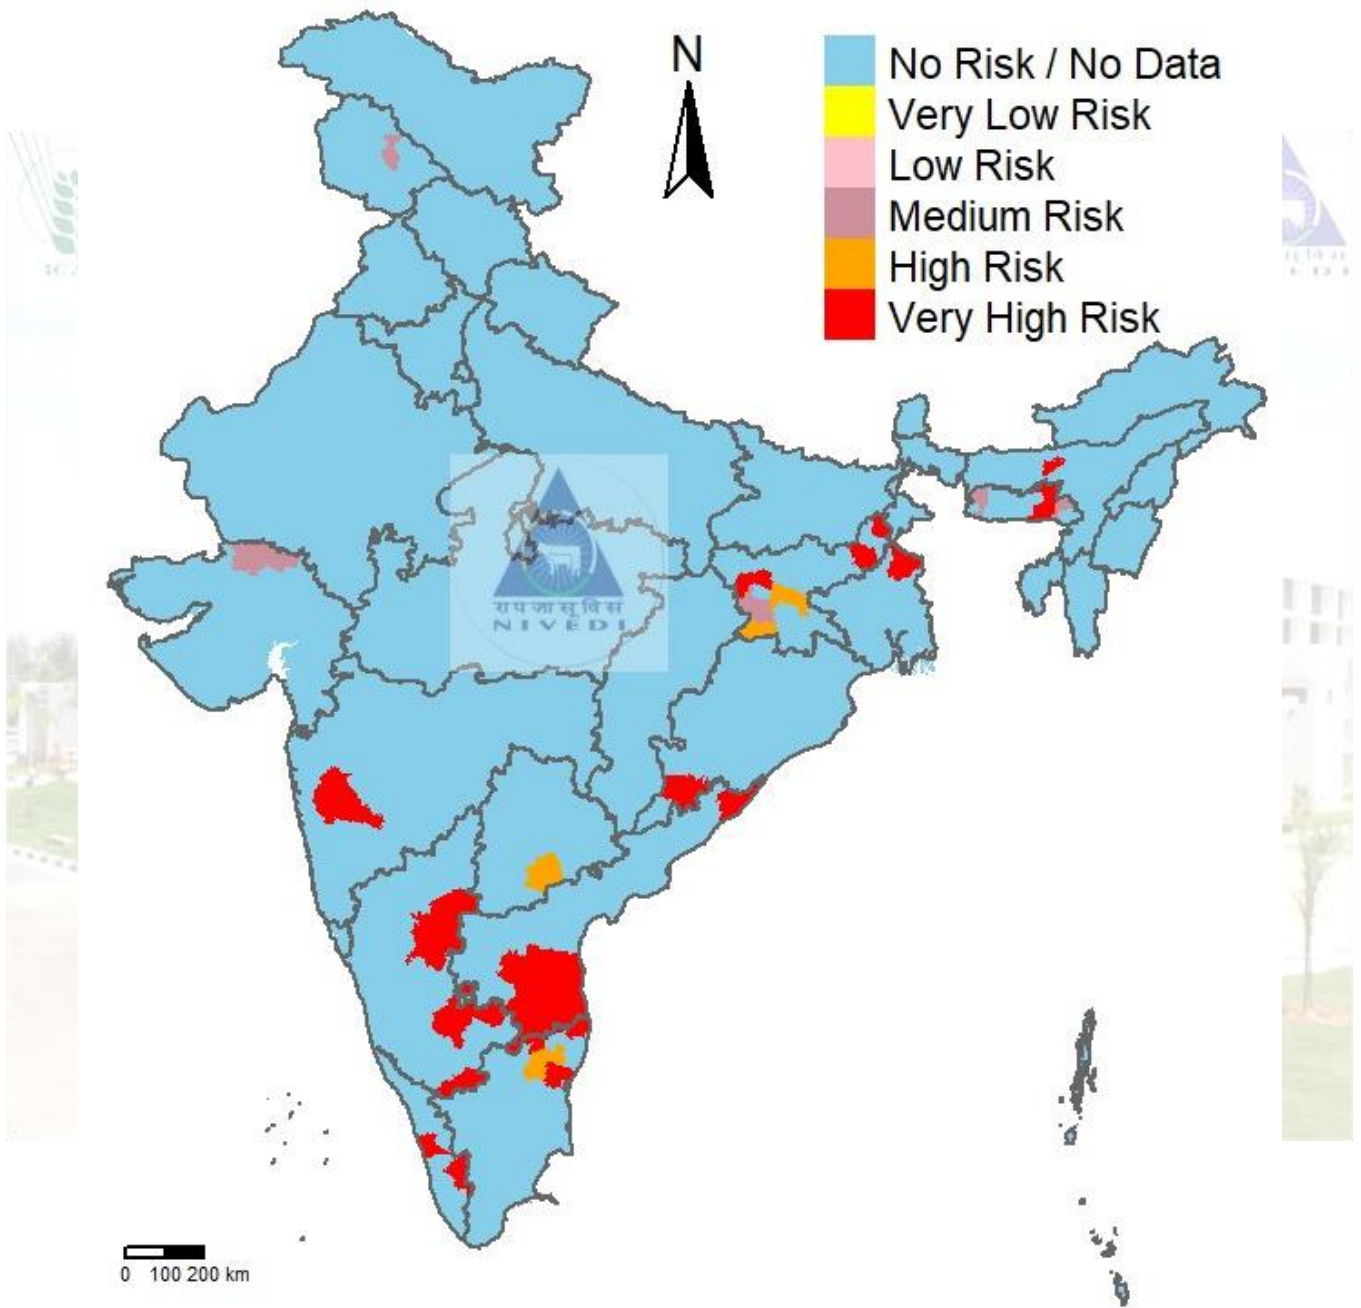 N
No Risk / No Data
Very Low Risk
Low Risk
Medium Risk
High Risk
Very High Risk
NIVEDI
0 100 200 km